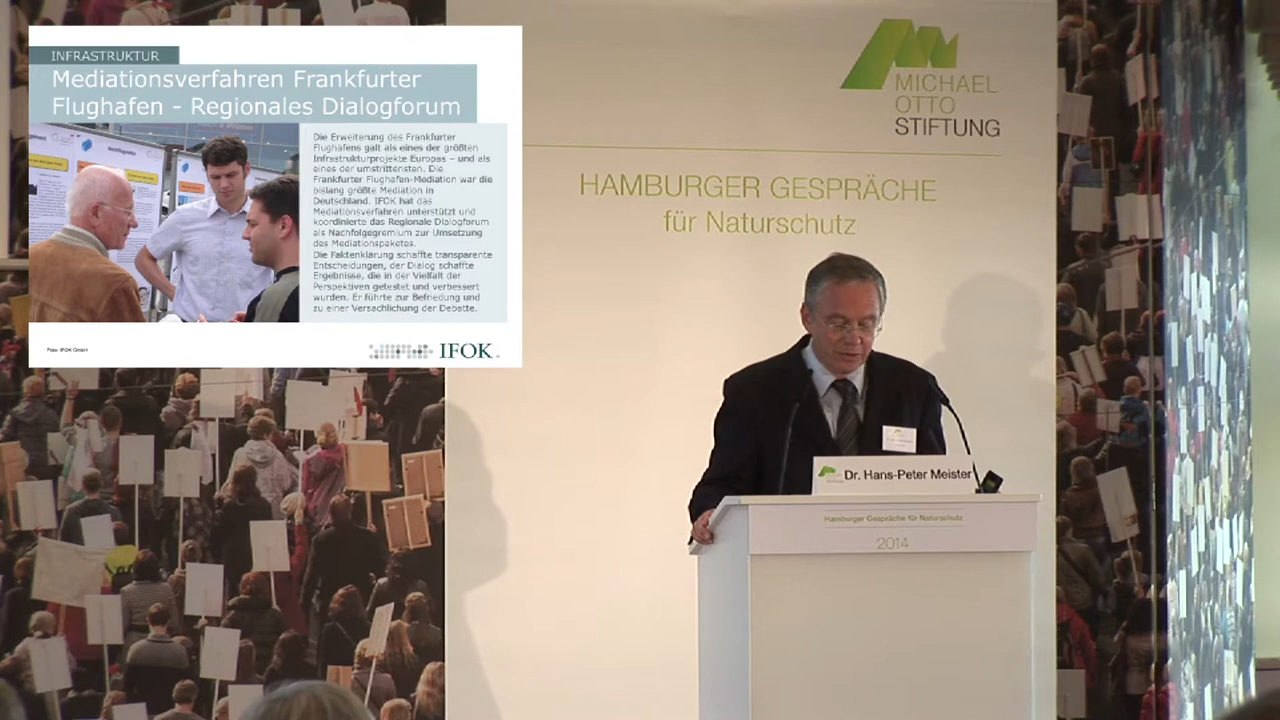 INFRASTRUKTUR
Mediationsverfahren Frankfurter
Flughafen - Regionales Dialogforum
Die Erweiterung des Frankfurter
Flughafens galt als eines der größten
Infrastrukturprojekte Europas – und als
eines der umstrittensten. Die
Frankfurter Flughafen-Mediation war die
bislang größte Mediation in
Deutschland. IFOK hat das
Mediationsverfahren unterstützt und
koordinierte das Regionale Dialogforum
als Nachfolgegremium zur Umsetzung
des Mediationspaketes.
Die Faktenklärung schaffte transparente
Entscheidungen, der Dialog schaffte
Ergebnisse, die in der Vielfalt der
Perspektiven getestet und verbessert
wurden. Er führte zur Befriedung und
zu einer Versachlichung der Debatte.
Foto: IFOK GmbH
IFOK
MICHAEL
OTTO
STIFTUNG
HAMBURGER GESPRÄCHE
für Naturschutz
Dr. Hans-Peter Meister
Hamburger Gespräche für Naturschutz
2014